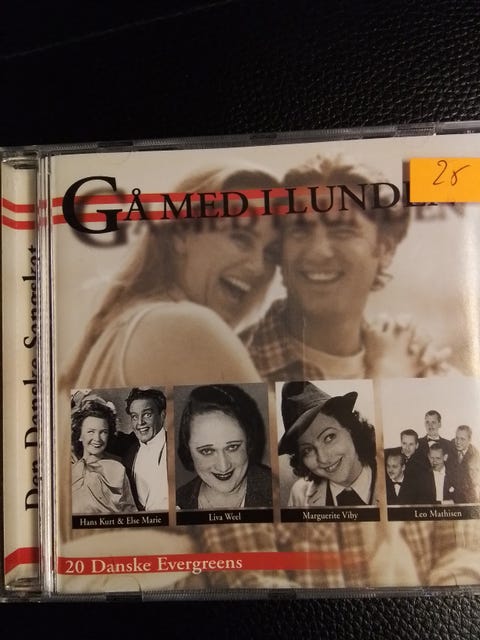 GÅ MED I LUNDEN
20
Hans Kurt & Else Marie
Liva Weel
Marguerite Viby
Leo Mathisen
20 Danske Evergreens
Den Danske Sangskat